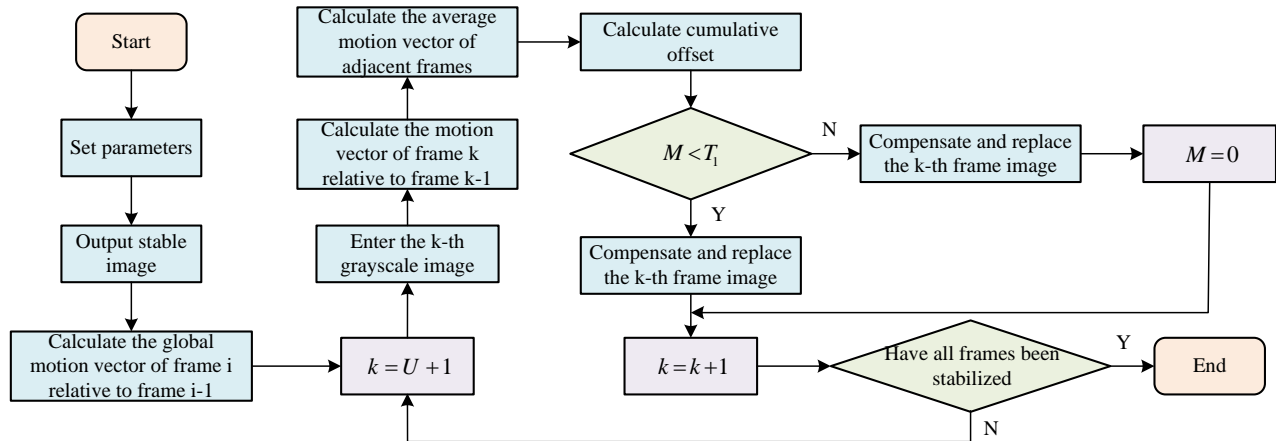 Start
Set parameters
Output stable
image
Calculate the global
motion vector of frame i
relative to frame i-1
k = U + 1
Enter the k-th
grayscale image
Calculate the motion
vector of frame k
relative to frame k-1
Calculate the average
motion vector of
adjacent frames
Calculate cumulative
offset
M < T₁
N
Compensate and replace
the k-th frame image
M = 0
Y
Compensate and replace
the k-th frame image
k = k + 1
Have all frames been
stabilized
Y
End
N